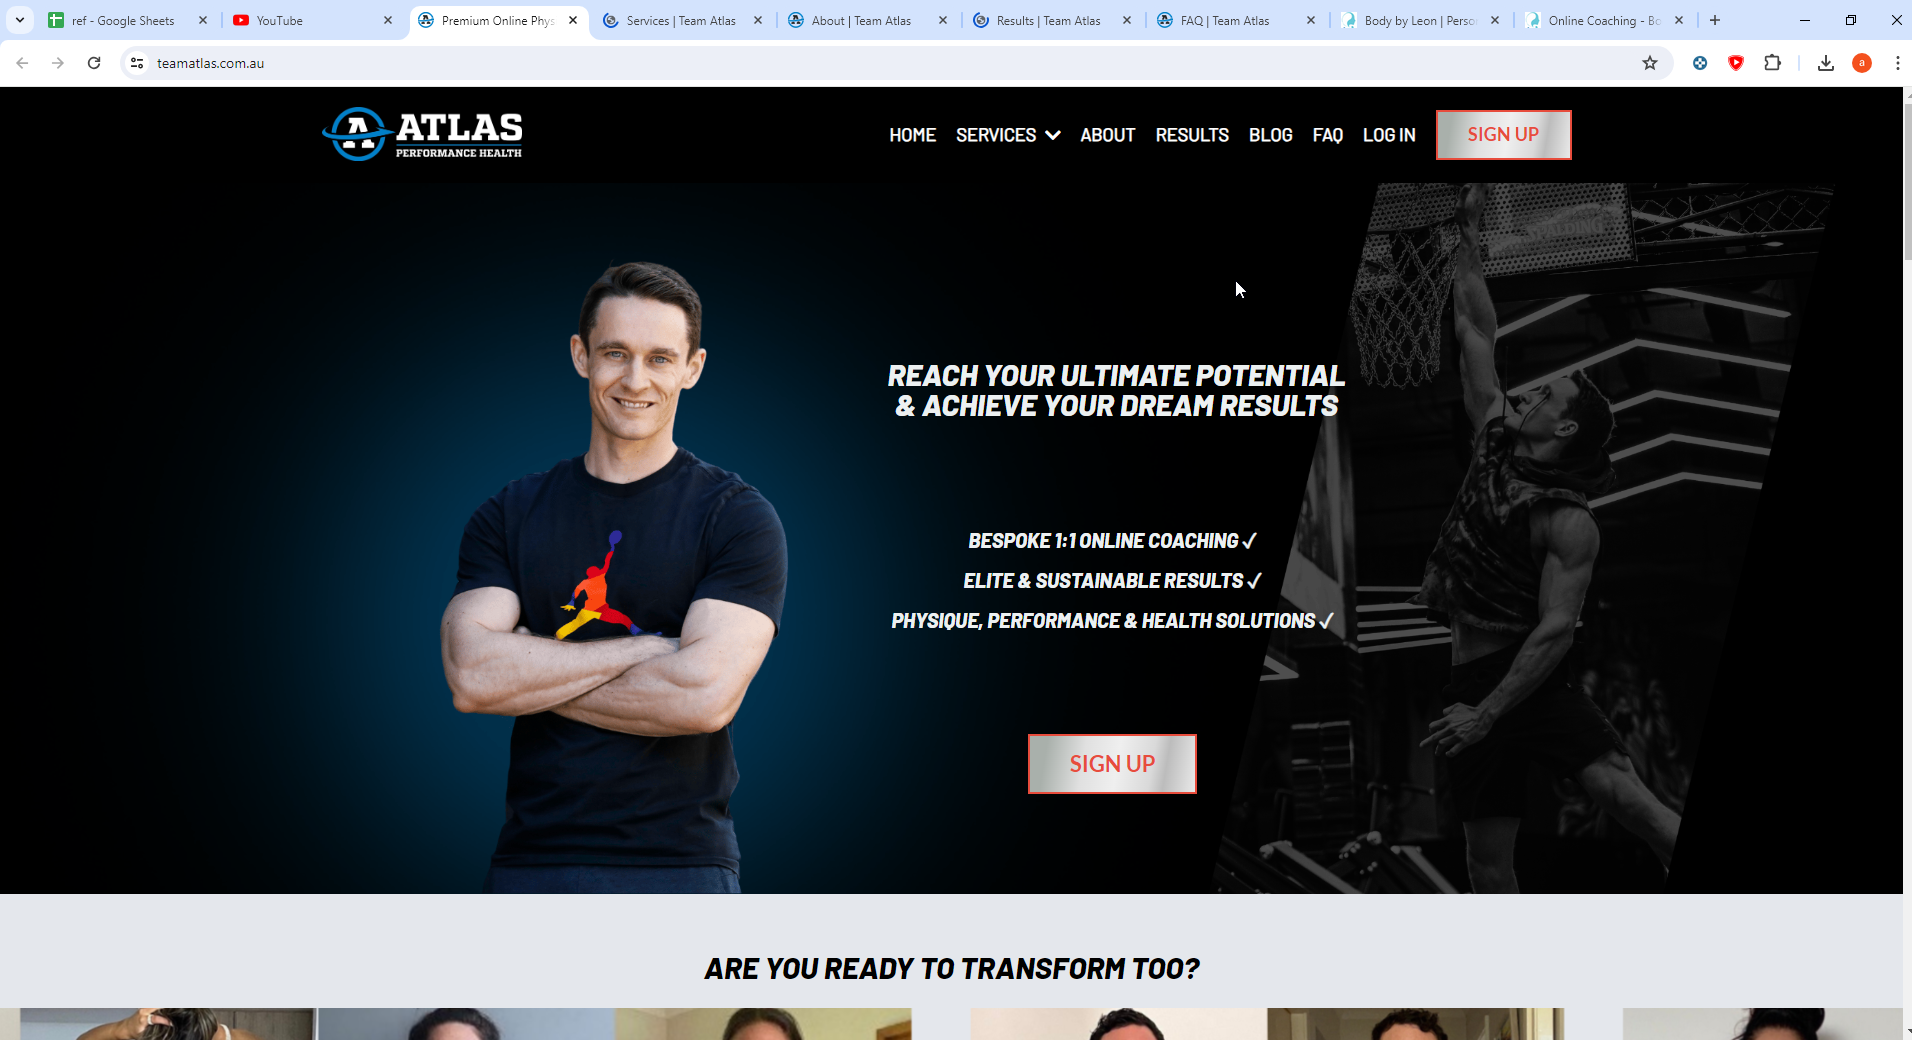 ref - Google Sheets
YouTube
Premium Online Phys
Services | Team Atlas
About | Team Atlas
Results | Team Atlas
FAQ | Team Atlas
Body by Leon | Perso
Online Coaching - Bo
teamatlas.com.au
a
A ATLAS
PERFORMANCE HEALTH
HOME SERVICES ABOUT RESULTS BLOG FAQ LOG IN SIGN UP
SPALDING
REACH YOUR ULTIMATE POTENTIAL
& ACHIEVE YOUR DREAM RESULTS
BESPOKE 1:1 ONLINE COACHING ✓
ELITE & SUSTAINABLE RESULTS ✓
PHYSIQUE, PERFORMANCE & HEALTH SOLUTIONS ✓
SIGN UP
ARE YOU READY TO TRANSFORM TOO?